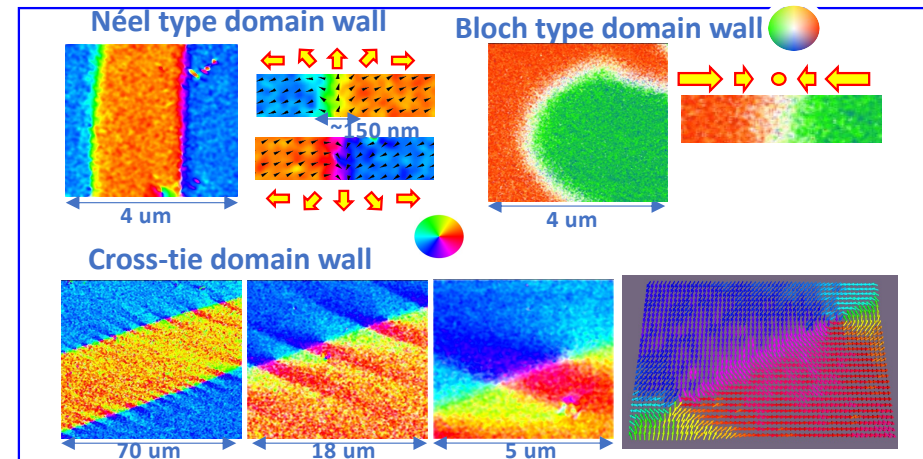 Néel type domain wall
Bloch type domain wall
~150 nm
4 um
4 um
Cross-tie domain wall
70 um
18 um
5 um